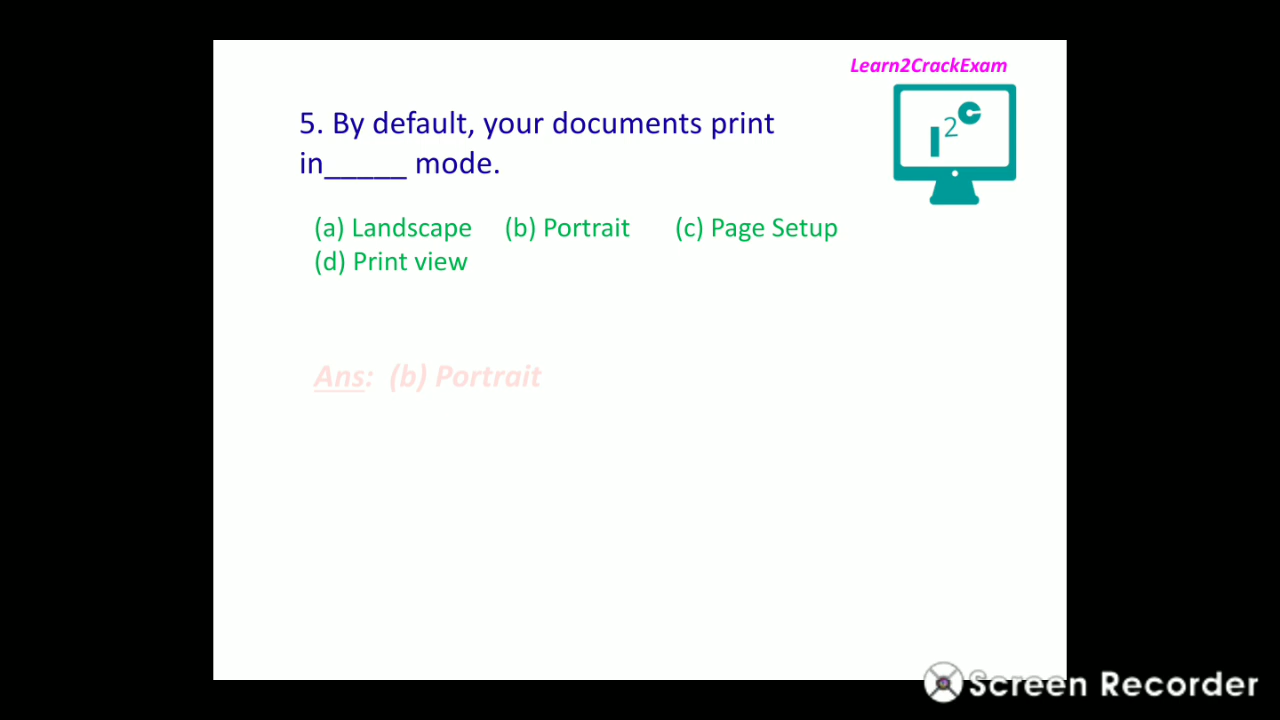 Learn2CrackExam
5. By default, your documents print
in_____ mode.
l2c
(a) Landscape (b) Portrait (c) Page Setup
(d) Print view
Ans: (b) Portrait
Screen Recorder